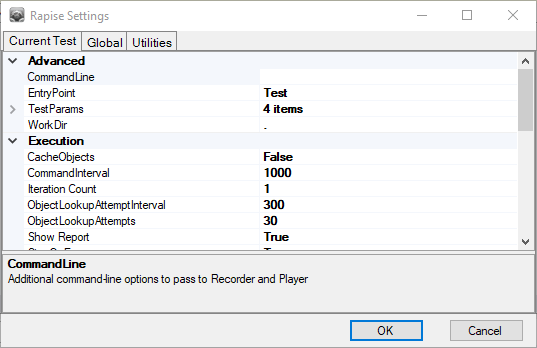 Rapise Settings
Current Test Global Utilities
Advanced
CommandLine
EntryPoint Test
TestParams 4 items
WorkDir .
Execution
CacheObjects False
CommandInterval 1000
Iteration Count 1
ObjectLookupAttemptInterval 300
ObjectLookupAttempts 30
Show Report True
CommandLine
Additional command-line options to pass to Recorder and Player
OK Cancel